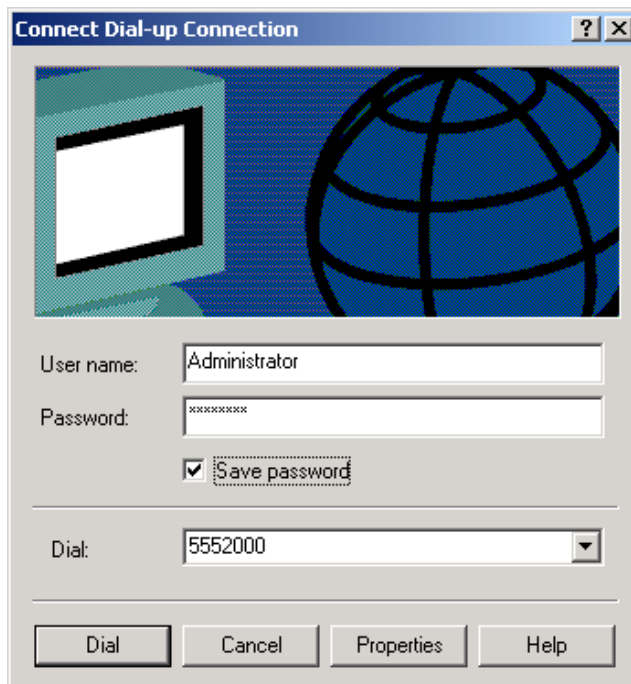 Connect Dial-up Connection
User name: Administrator
Password: ********
Save password
Dial: 5552000
Dial Cancel Properties Help